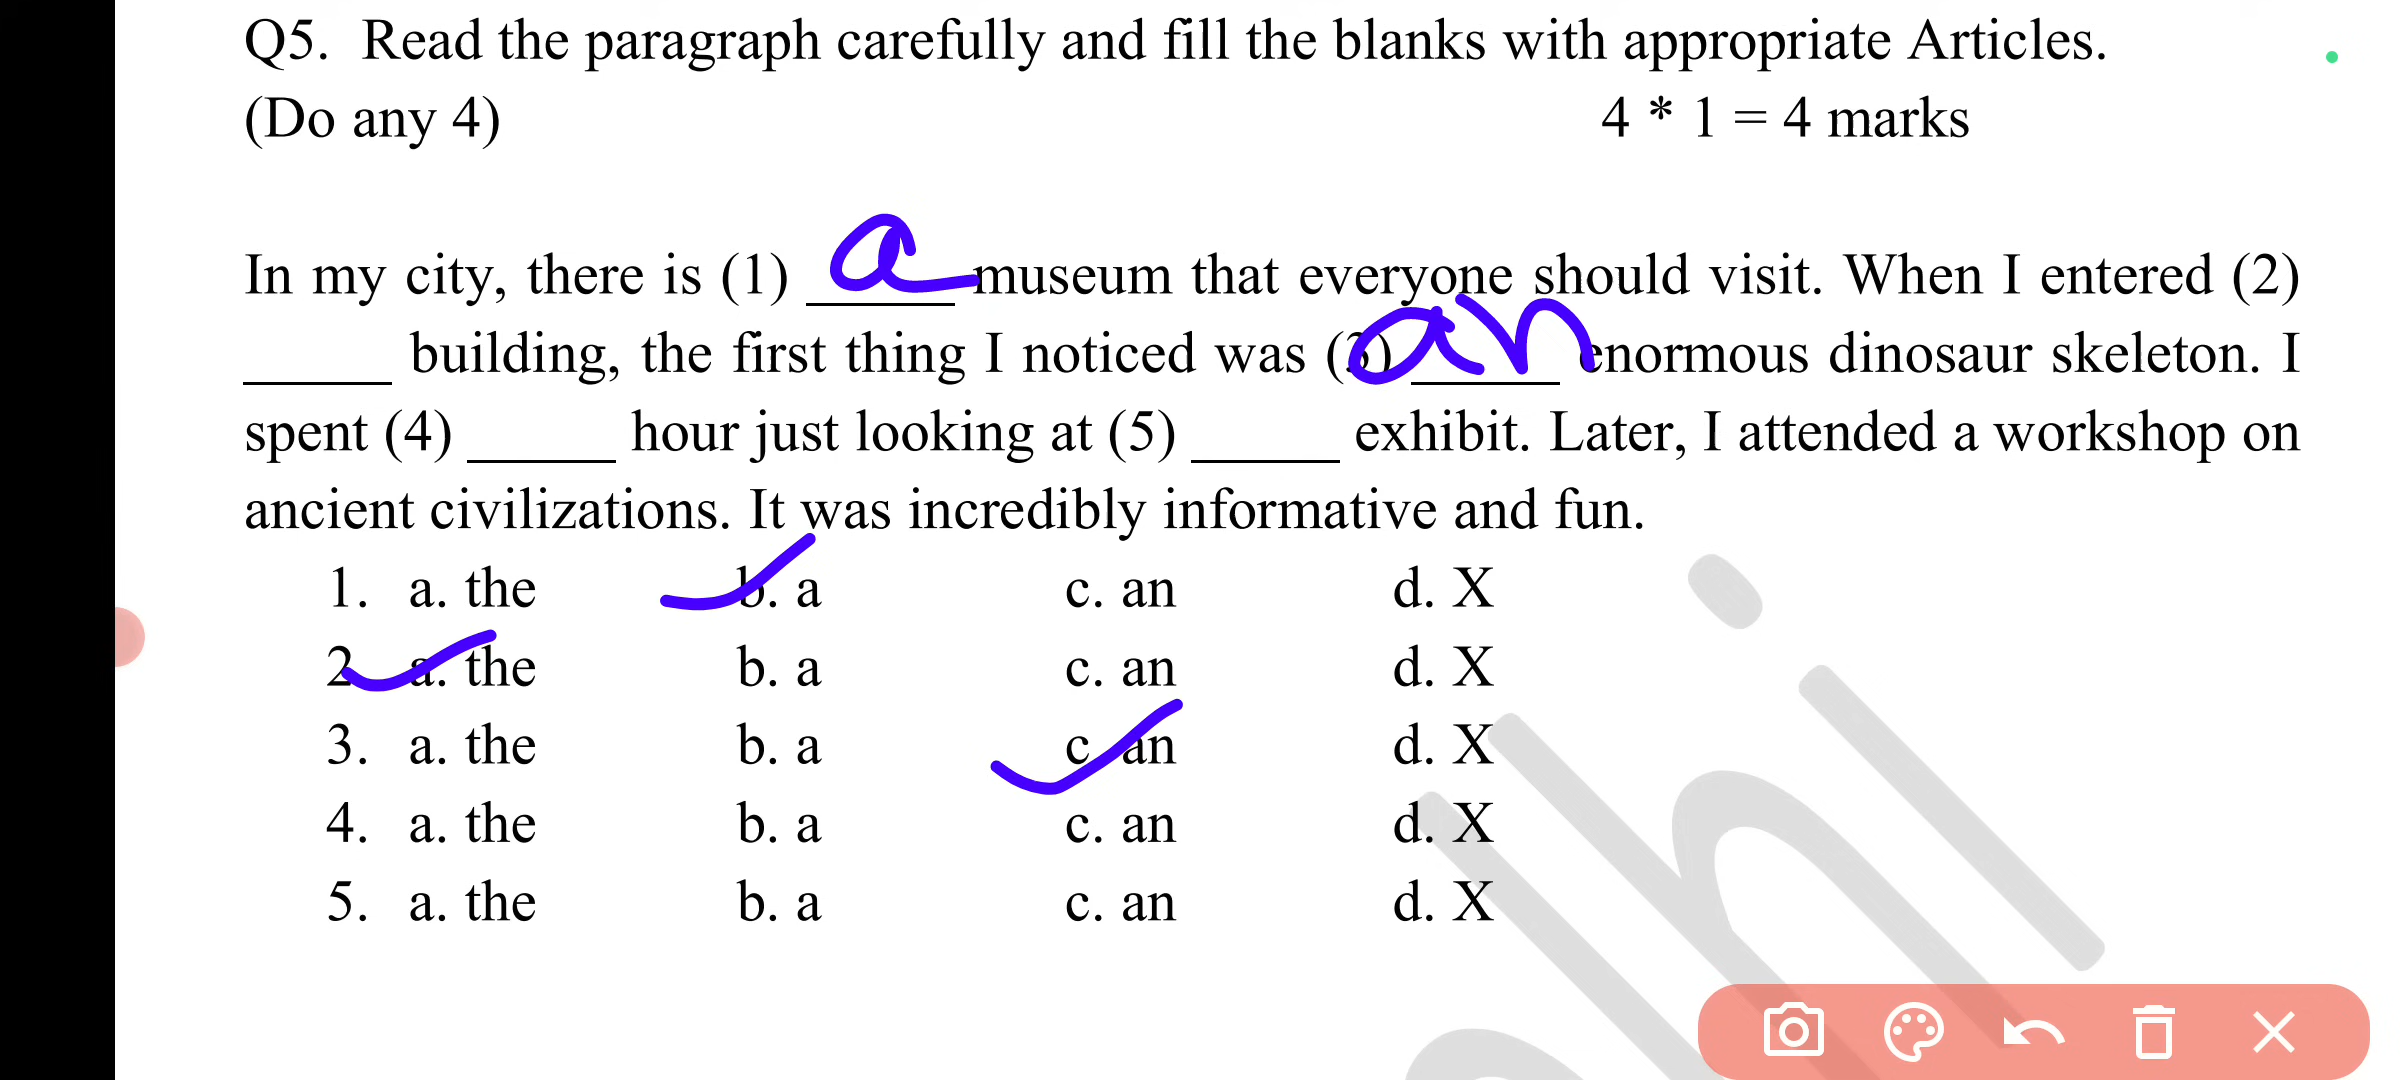 Q5. Read the paragraph carefully and fill the blanks with appropriate Articles.
(Do any 4) 4 * 1 = 4 marks
In my city, there is (1) a museum that everyone should visit. When I entered (2)
______ building, the first thing I noticed was (3) an enormous dinosaur skeleton. I
spent (4) ______ hour just looking at (5) ______ exhibit. Later, I attended a workshop on
ancient civilizations. It was incredibly informative and fun.
1. a. the b. a c. an d. X
2. a. the b. a c. an d. X
3. a. the b. a c. an d. X
4. a. the b. a c. an d. X
5. a. the b. a c. an d. X